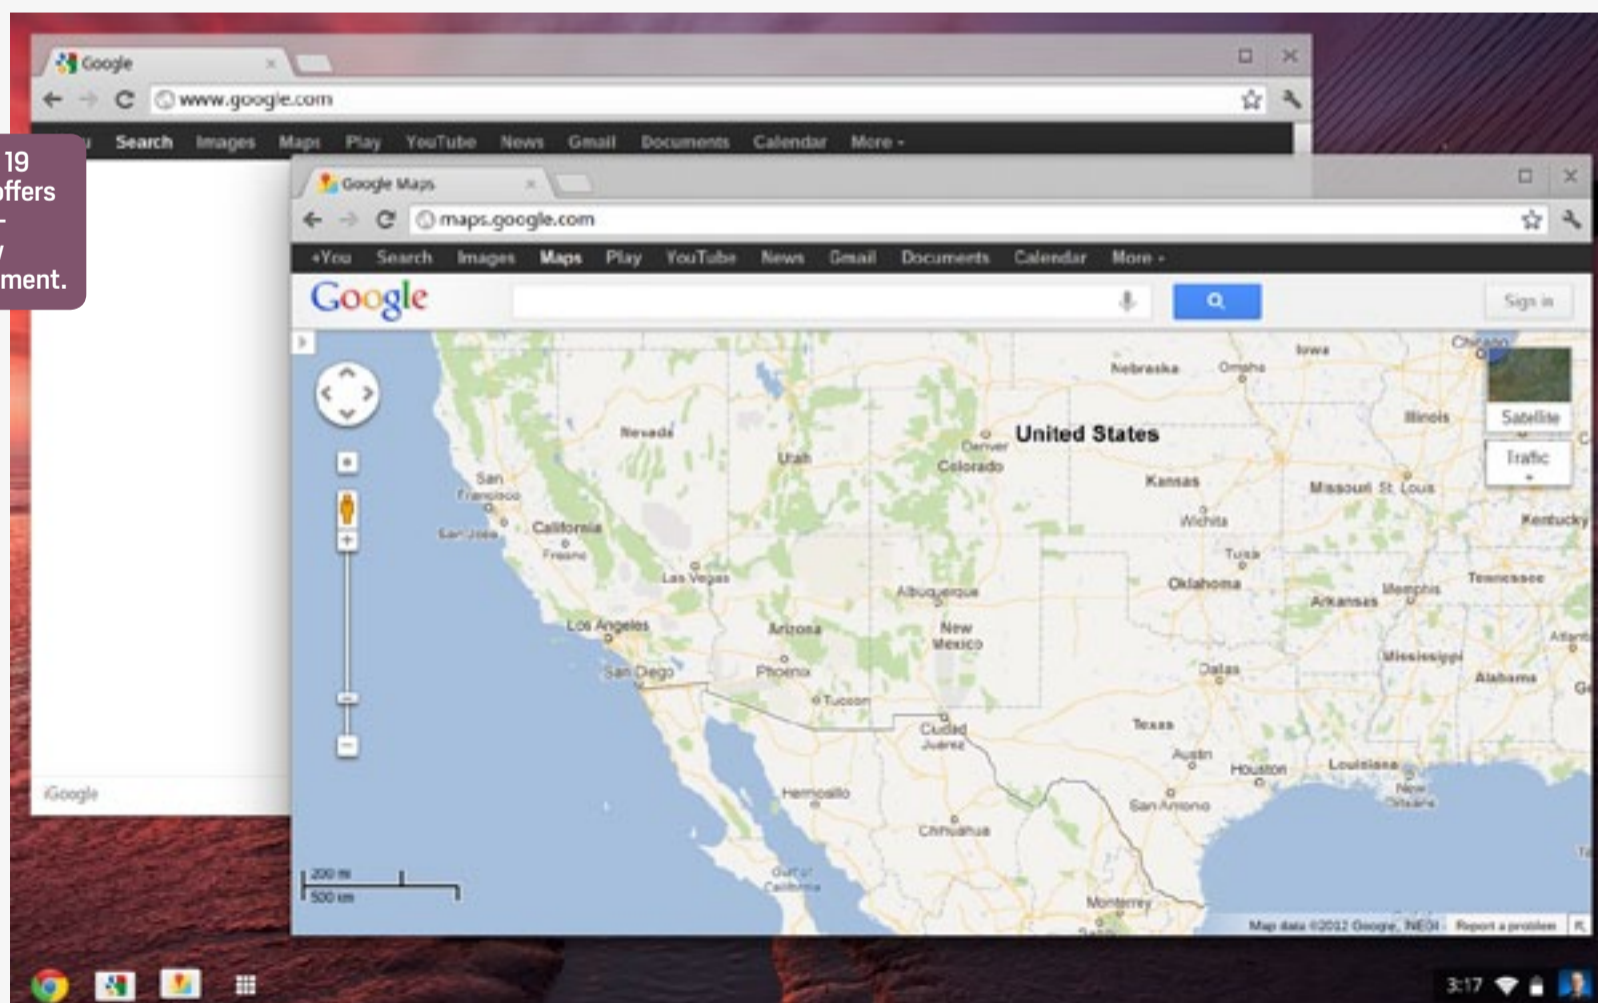 Google
www.google.com
Search Images Maps Play YouTube News Gmail Documents Calendar More
19
offers
-
ment.
Google Maps
maps.google.com
+You Search Images Maps Play YouTube News Gmail Documents Calendar More
Google
Sign in
Satellite
Traffic
Chicago
Iowa
Nebraska
Omaha
Illinois
Nevada
United States
Denver
Utah
Colorado
San
Francisco
Kansas
Missouri St. Louis
San Jose
California
Wichita
Kentucky
Fresno
Tulsa
Las Vegas
Oklahoma
Memphis
Tennessee
Albuquerque
Arkansas
Los Angeles
Arizona
New
Mexico
Mississippi
San Diego
Phoenix
Dallas
Alabama
Tucson
Ciudad
Juarez
Texas
Austin
Houston
Louisiana
New
Orleans
Hermosillo
San Antonio
Chihuahua
Gulf of
California
200 mi
500 km
Monterrey
Map data ©2012 Google, INEGI - Report a problem
iGoogle
3:17